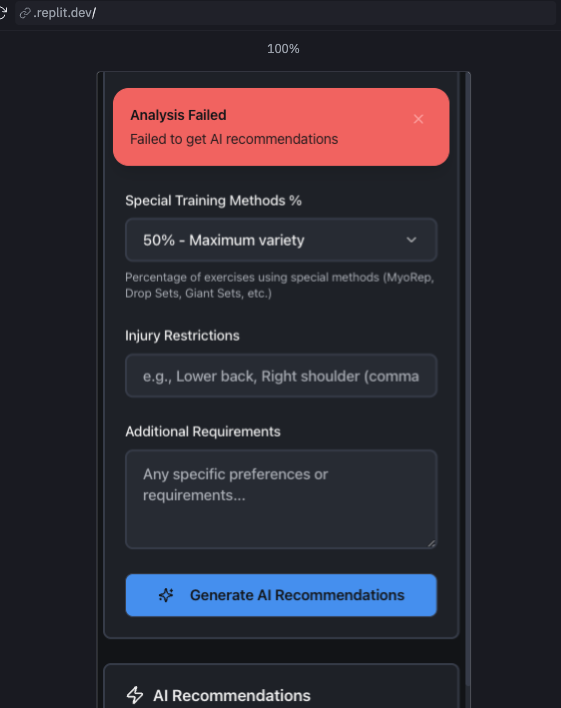 .replit.dev/
100%
Analysis Failed
Failed to get AI recommendations
Special Training Methods %
50% - Maximum variety
Percentage of exercises using special methods (MyoRep,
Drop Sets, Giant Sets, etc.)
Injury Restrictions
e.g., Lower back, Right shoulder (comma
Additional Requirements
Any specific preferences or
requirements...
Generate AI Recommendations
AI Recommendations